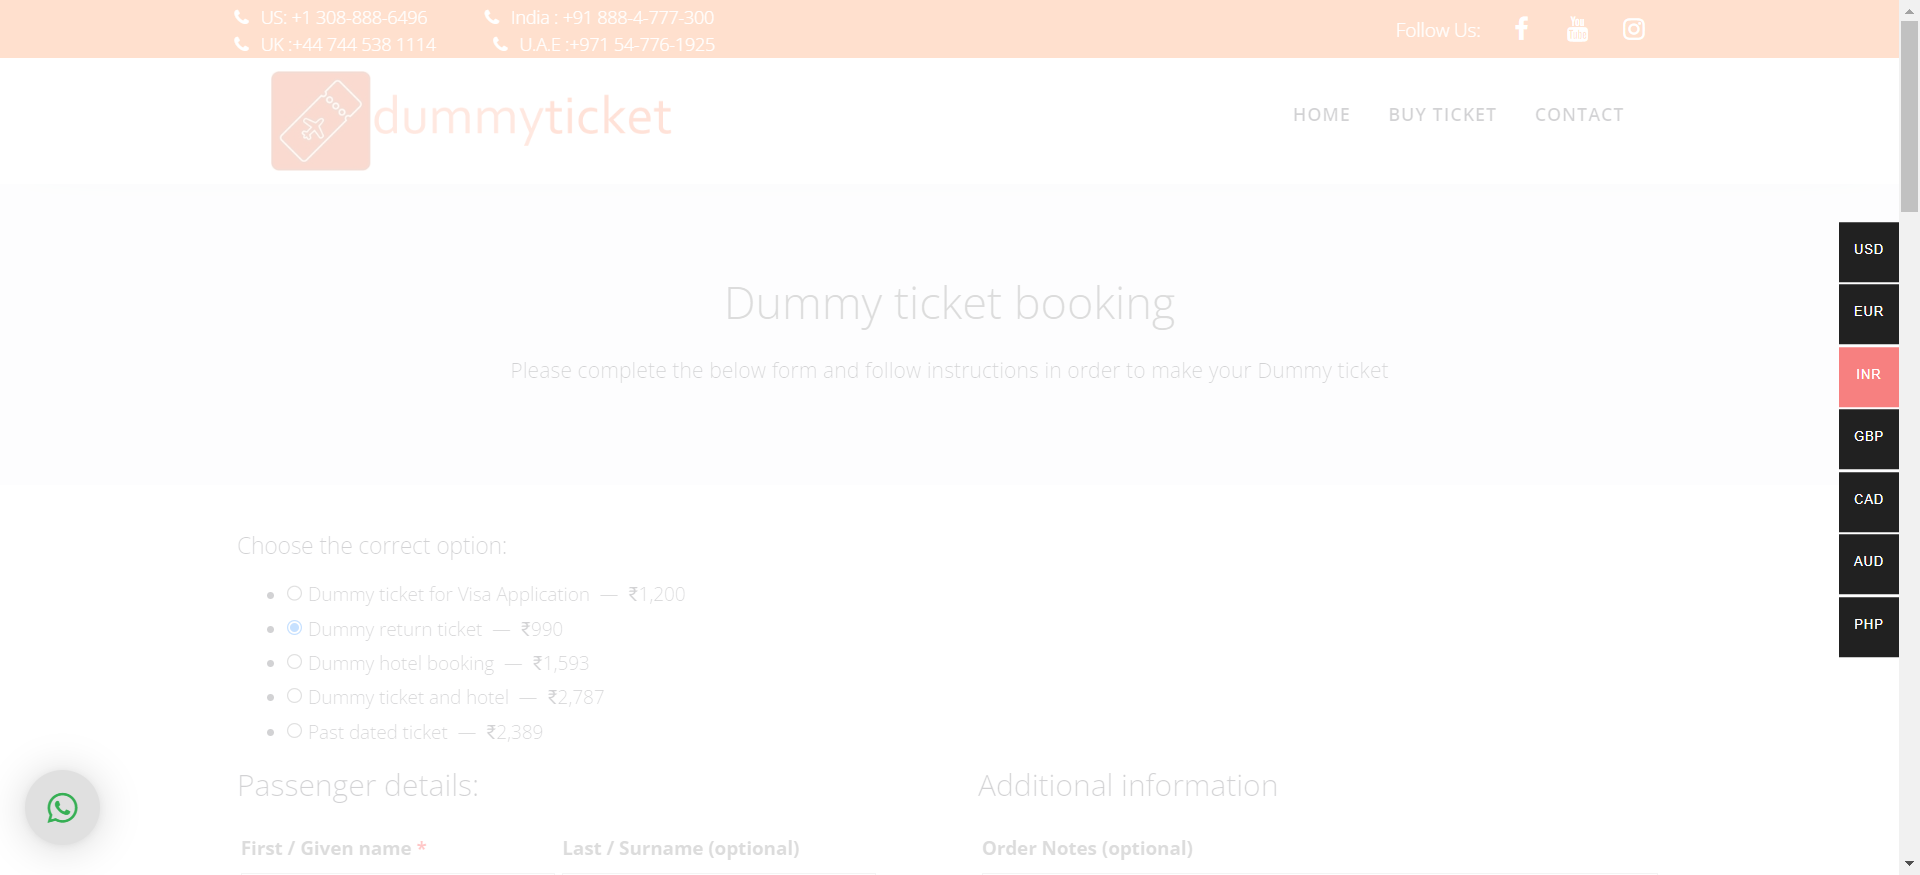 US: +1 308-888-6496
India : +91 888-4-777-300
UK :+44 744 538 1114
U.A.E :+971 54-776-1925
Follow Us:
You
Tube
dummyticket
HOME
BUY TICKET
CONTACT
USD
EUR
INR
GBP
CAD
AUD
PHP
Dummy ticket booking
Please complete the below form and follow instructions in order to make your Dummy ticket
Choose the correct option:
Dummy ticket for Visa Application — ₹1,200
Dummy return ticket — ₹990
Dummy hotel booking — ₹1,593
Dummy ticket and hotel — ₹2,787
Past dated ticket — ₹2,389
Passenger details:
Additional information
First / Given name *
Last / Surname (optional)
Order Notes (optional)